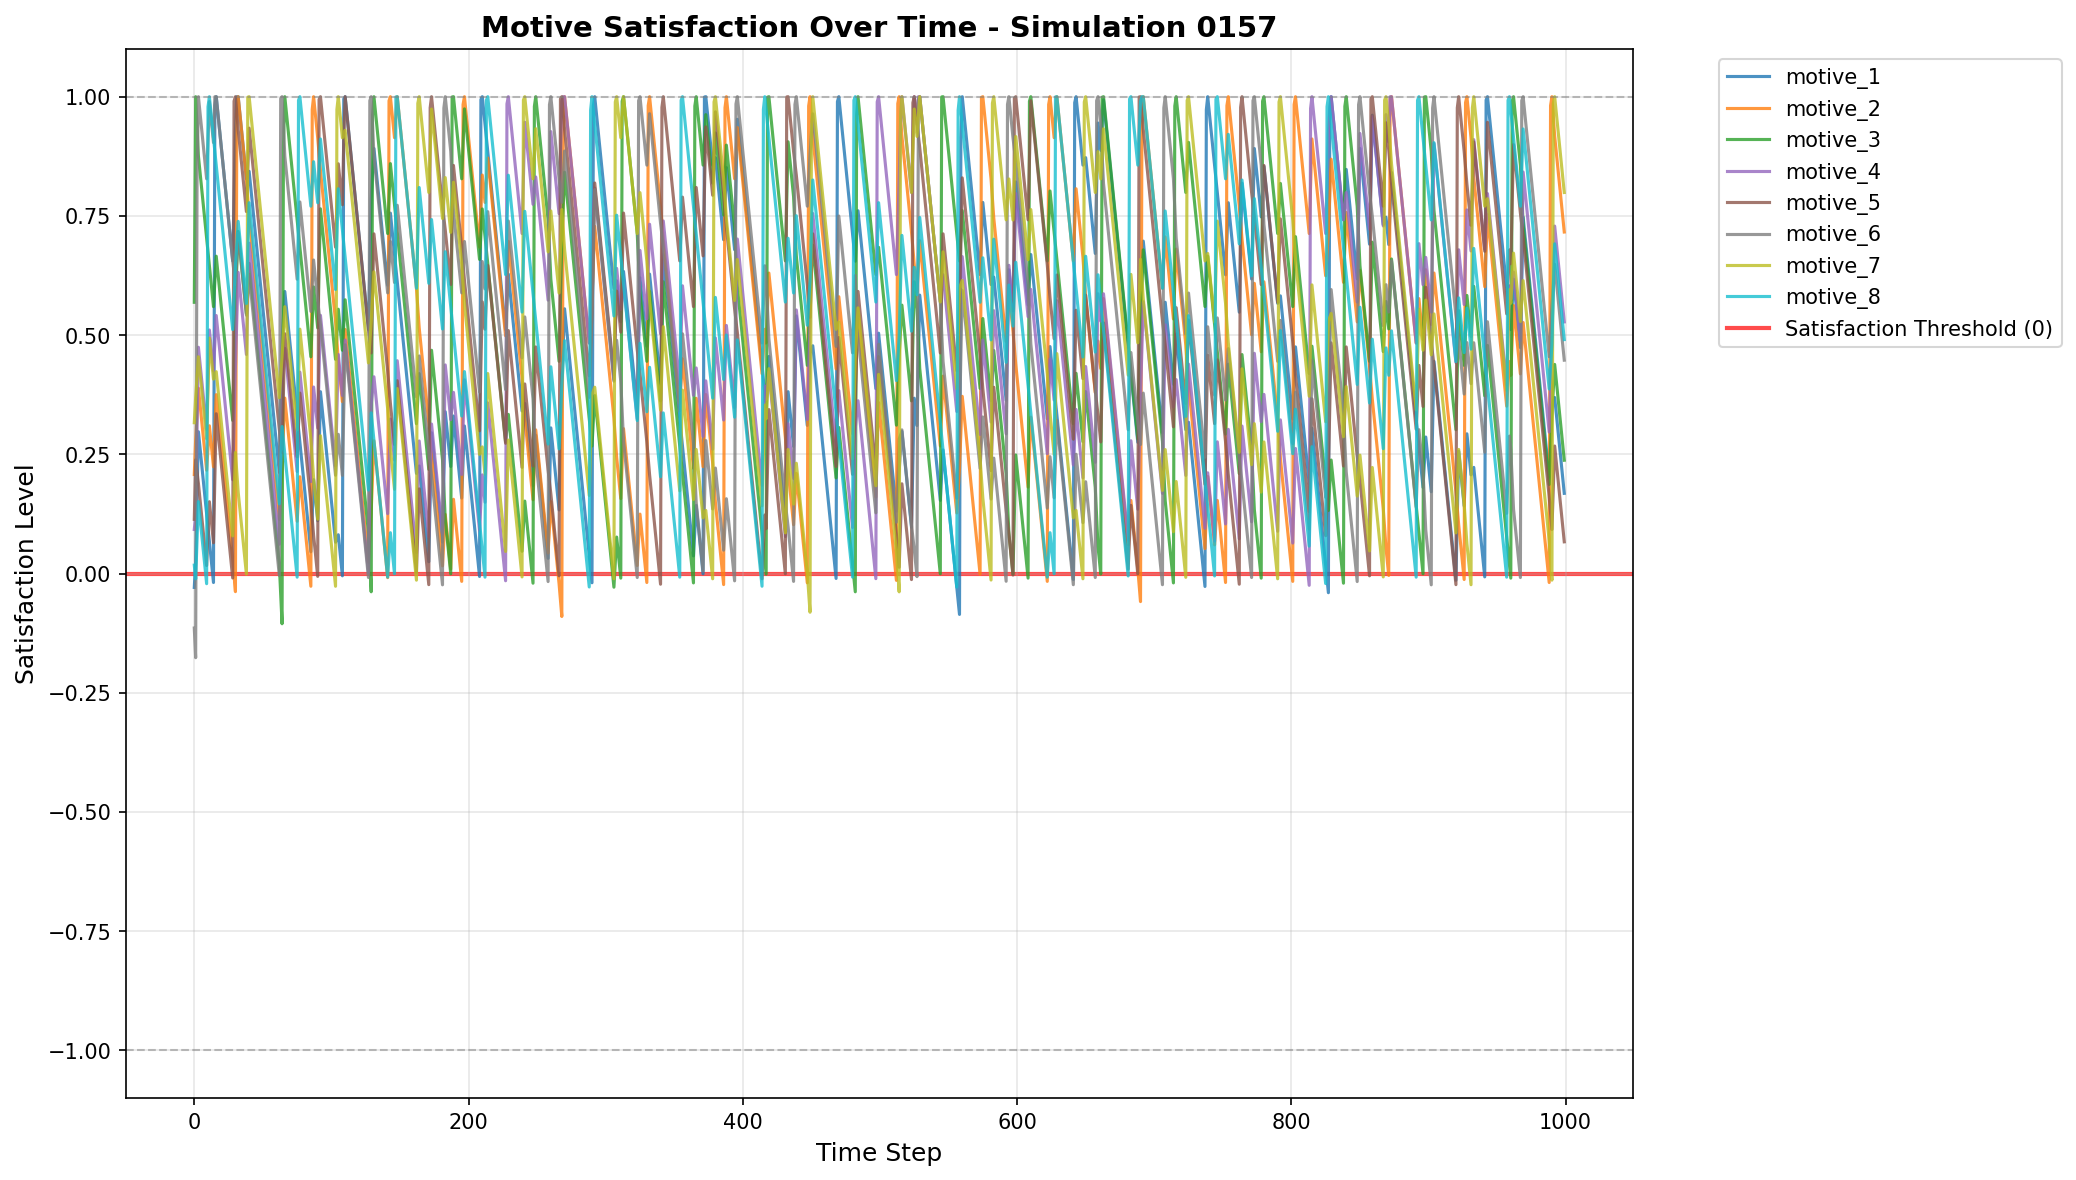 Motive Satisfaction Over Time - Simulation 0157
1.00
0.75
0.50
0.25
0.00
−0.25
−0.50
−0.75
−1.00
Satisfaction Level
0
200
400
600
800
1000
Time Step
motive_1
motive_2
motive_3
motive_4
motive_5
motive_6
motive_7
motive_8
Satisfaction Threshold (0)